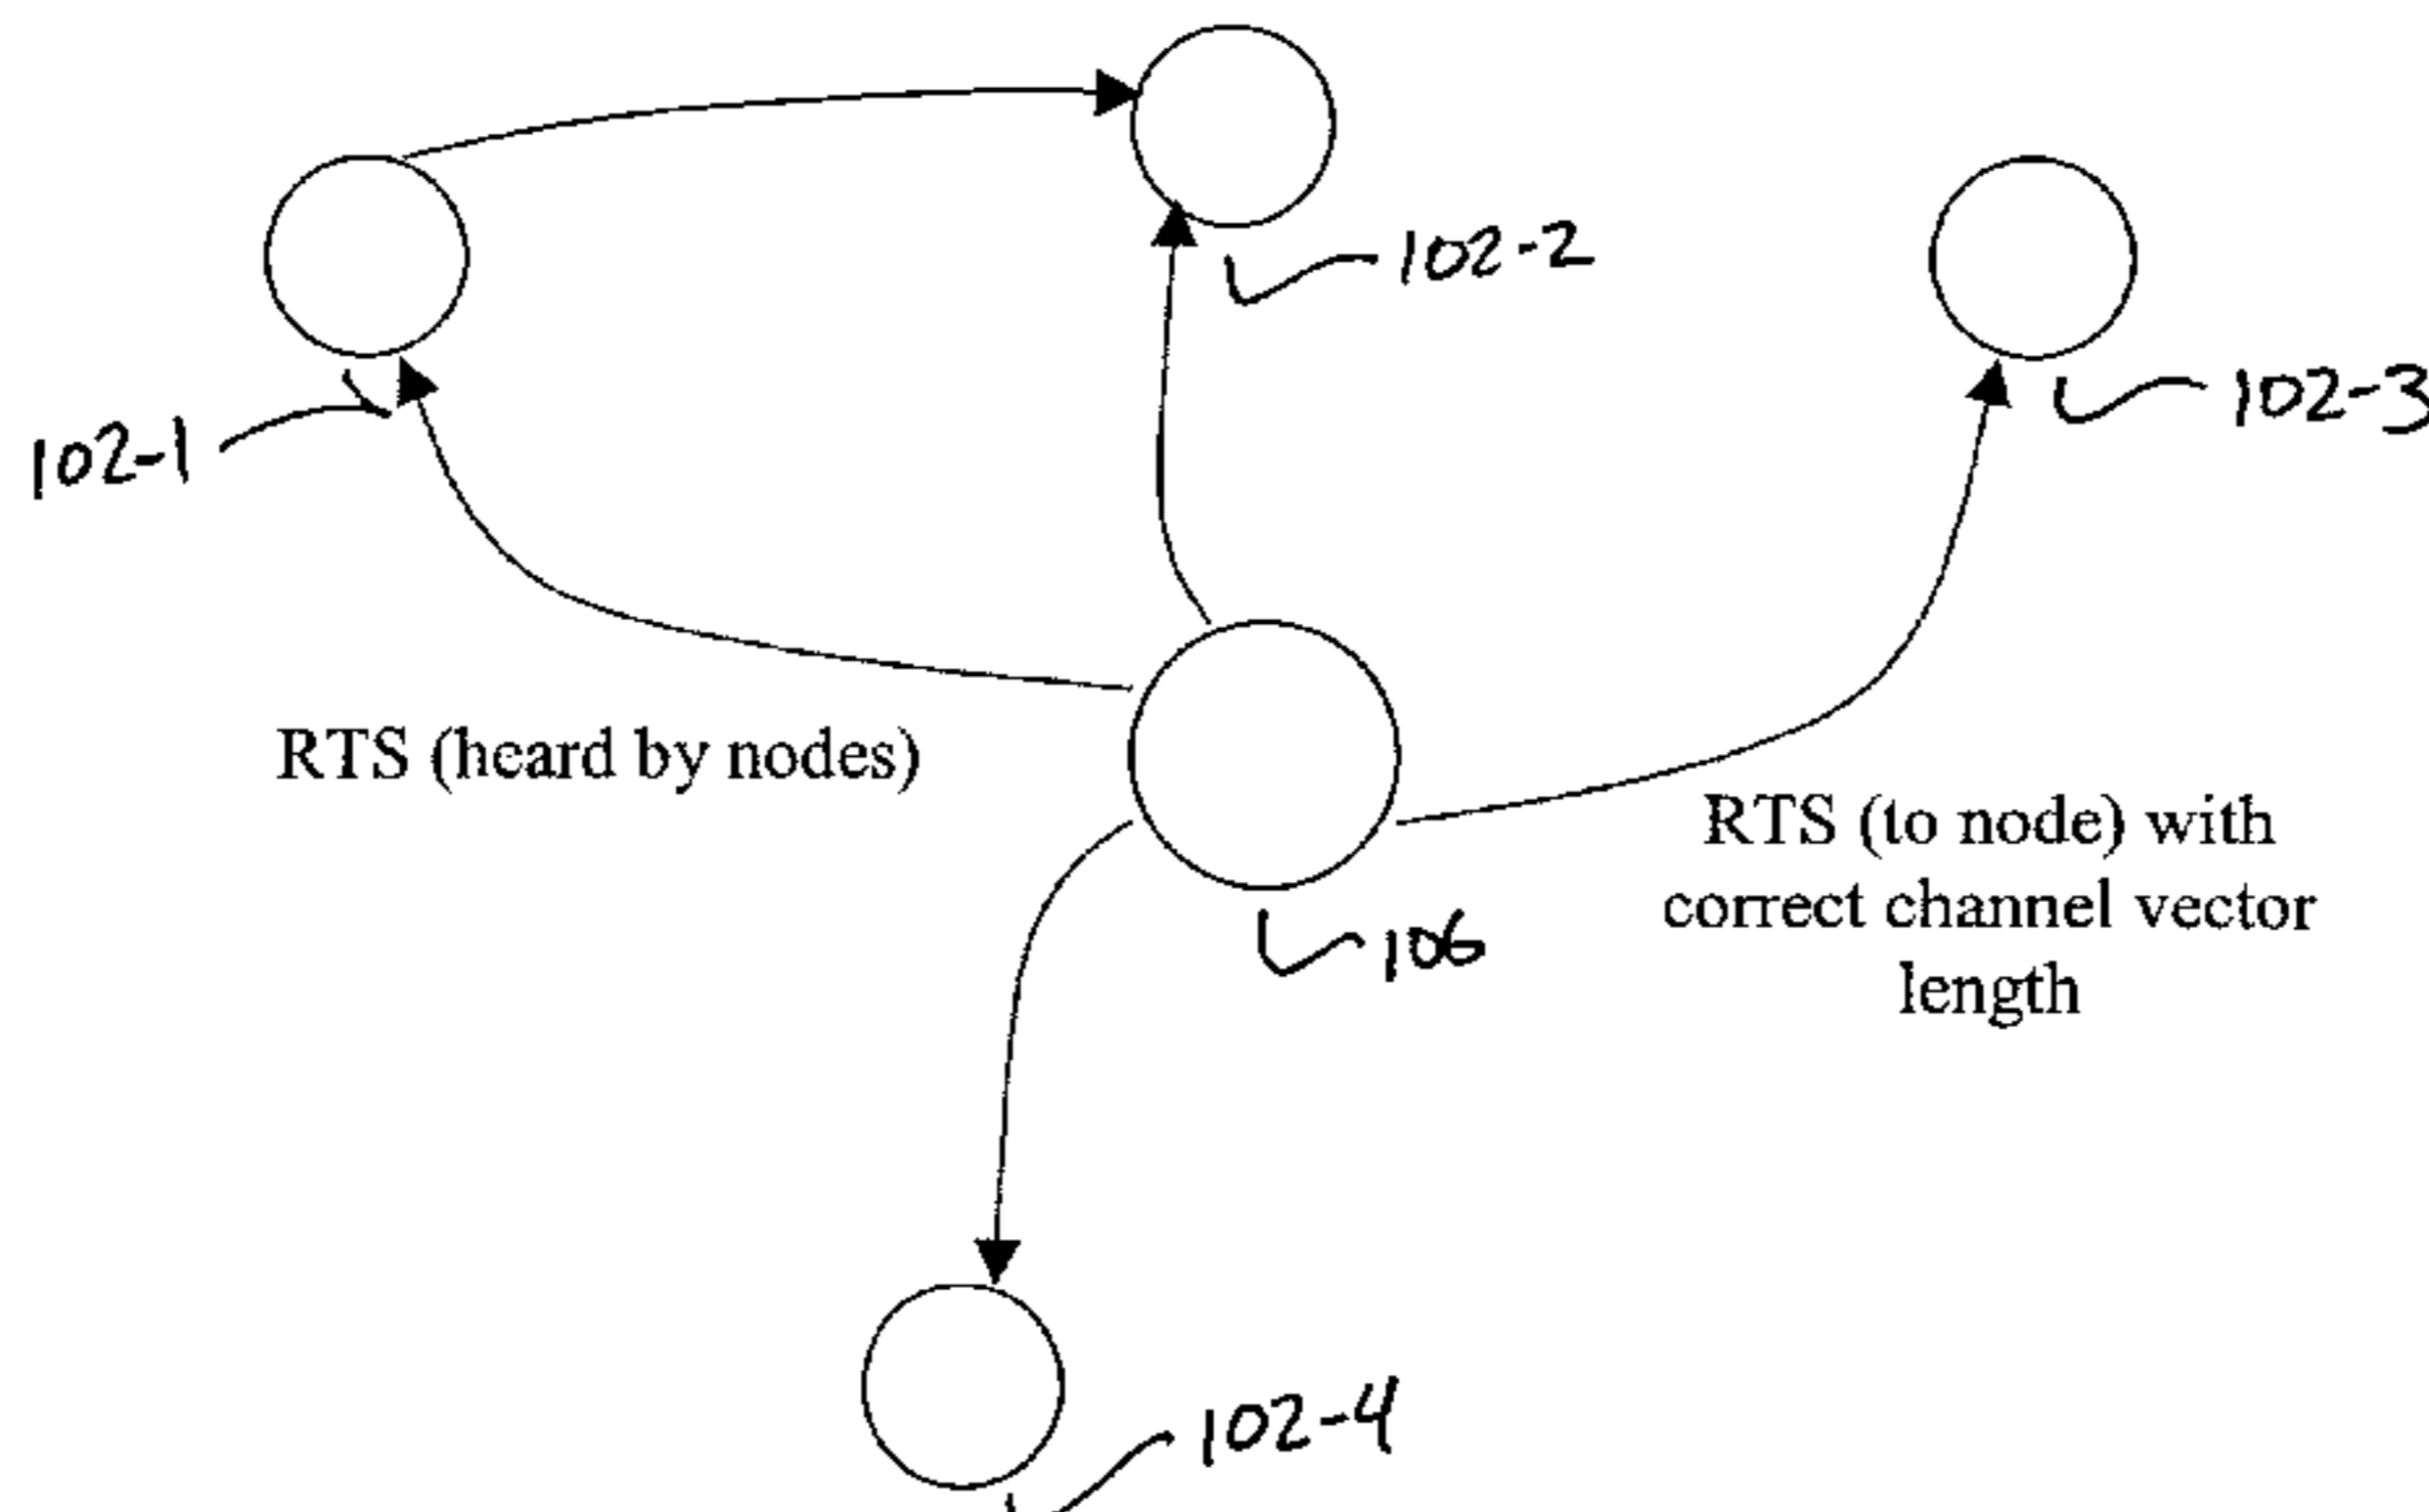 102-2
102-3
102-1
RTS (heard by nodes)
RTS (to node) with
correct channel vector
length
106
102-4